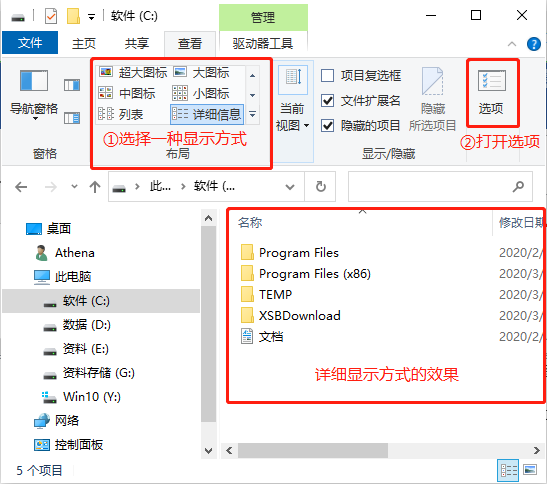 软件 (C:)
管理
文件
主页
共享
查看
驱动器工具
导航窗格
超大图标
大图标
中图标
小图标
列表
详细信息
①选择一种显示方式
当前
视图
项目复选框
文件扩展名
隐藏的项目
隐藏
所选项目
选项
②打开选项
窗格
布局
显示/隐藏
此... 软件 (...
桌面
Athena
此电脑
软件 (C:)
数据 (D:)
资料 (E:)
资料存储 (G:)
Win10 (Y:)
网络
控制面板
名称
修改日期
Program Files
2020/2/
Program Files (x86)
2020/3/
TEMP
2020/3/
XSBDownload
2020/3/
文档
2020/2/
详细显示方式的效果
5 个项目